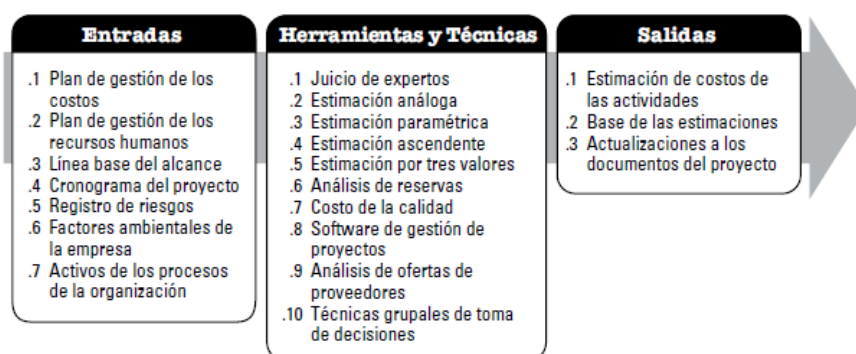 Entradas
.1 Plan de gestión de los
costos
.2 Plan de gestión de los
recursos humanos
.3 Línea base del alcance
.4 Cronograma del proyecto
.5 Registro de riesgos
.6 Factores ambientales de
la empresa
.7 Activos de los procesos
de la organización
Herramientas y Técnicas
.1 Juicio de expertos
.2 Estimación análoga
.3 Estimación paramétrica
.4 Estimación ascendente
.5 Estimación por tres valores
.6 Análisis de reservas
.7 Costo de la calidad
.8 Software de gestión de
proyectos
.9 Análisis de ofertas de
proveedores
.10 Técnicas grupales de toma
de decisiones
Salidas
.1 Estimación de costos de
las actividades
.2 Base de las estimaciones
.3 Actualizaciones a los
documentos del proyecto